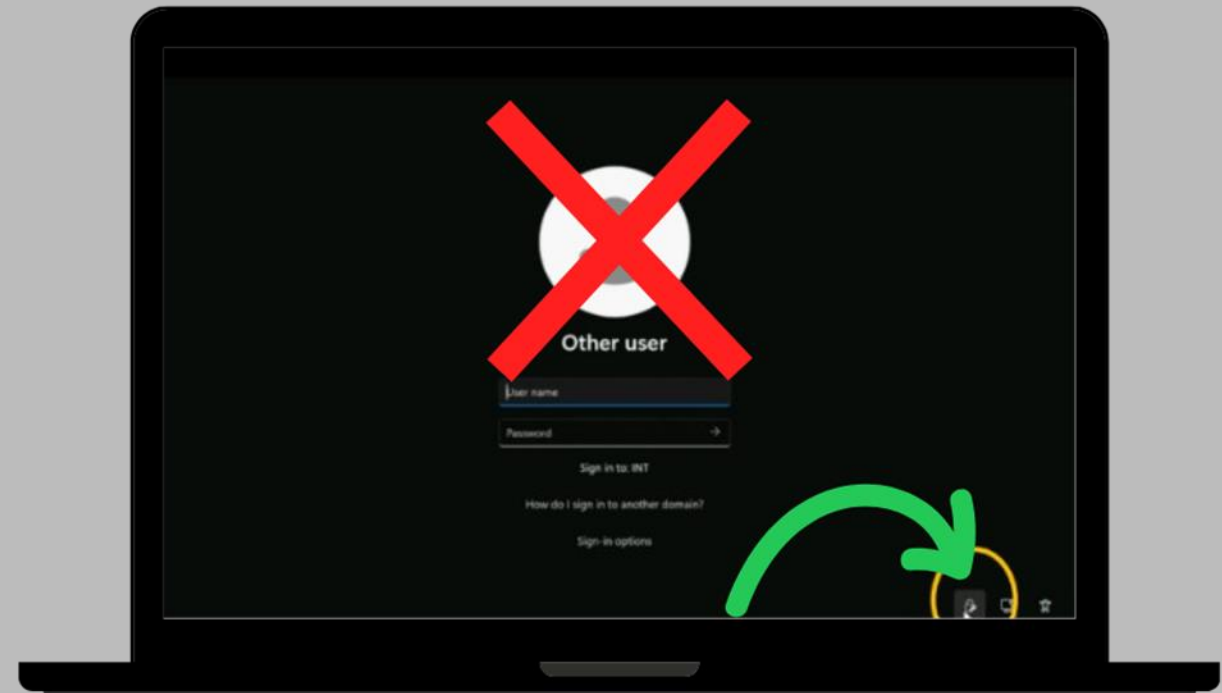 Other user
User name
Password
Sign in to: INT
How do I sign in to another domain?
Sign-in options